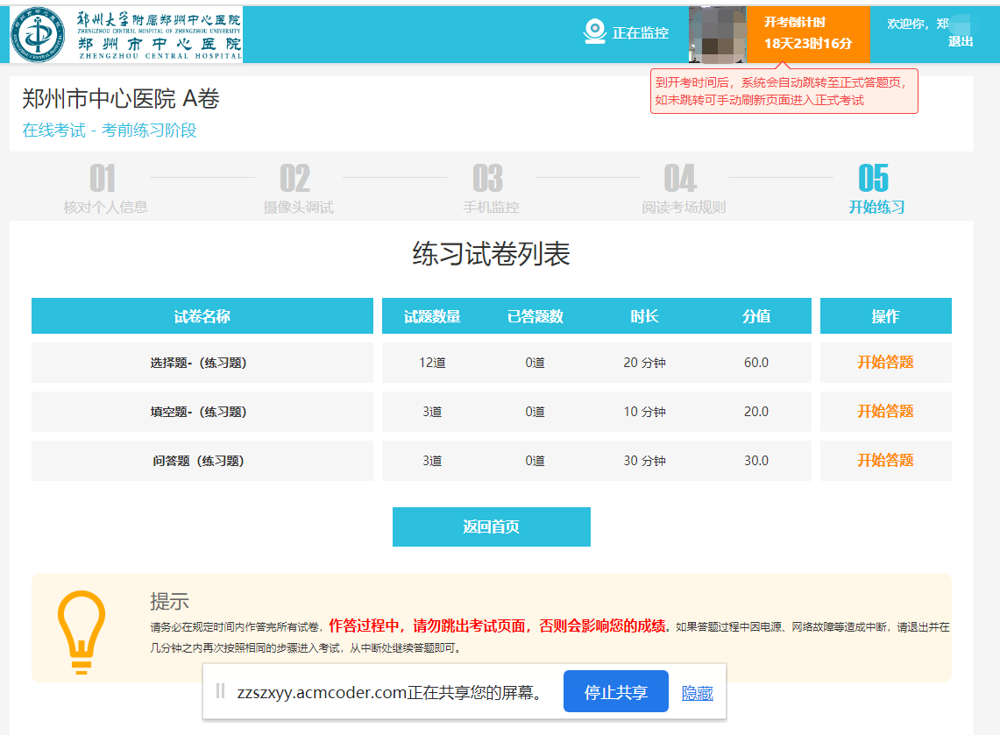 郑州大学附属郑州中心医院
ZHENGZHOU CENTRAL HOSPITAL OF ZHENGZHOU UNIVERSITY
郑州市中心医院
ZHENGZHOU CENTRAL HOSPITAL
正在监控
开考倒计时
18天23时16分
欢迎你，郑
退出
到开考时间后，系统会自动跳转至正式答题页，
如未跳转可手动刷新页面进入正式考试
郑州市中心医院 A卷
在线考试 - 考前练习阶段
01 02 03 04 05
核对个人信息 摄像头调试 手机监控 阅读考场规则 开始练习
练习试卷列表
试卷名称 试题数量 已答题数 时长 分值 操作
选择题-（练习题） 12道 0道 20 分钟 60.0 开始答题
填空题-（练习题） 3道 0道 10 分钟 20.0 开始答题
问答题（练习题） 3道 0道 30 分钟 30.0 开始答题
返回首页
提示
请务必在规定时间内作答完所有试卷，作答过程中，请勿跳出考试页面，否则会影响您的成绩。如果答题过程中因电源、网络故障等造成中断，请退出并在
几分钟之内再次按照相同的步骤进入考试，从中断处继续答题即可。
zzszxyy.acmcoder.com正在共享您的屏幕。 停止共享 隐藏